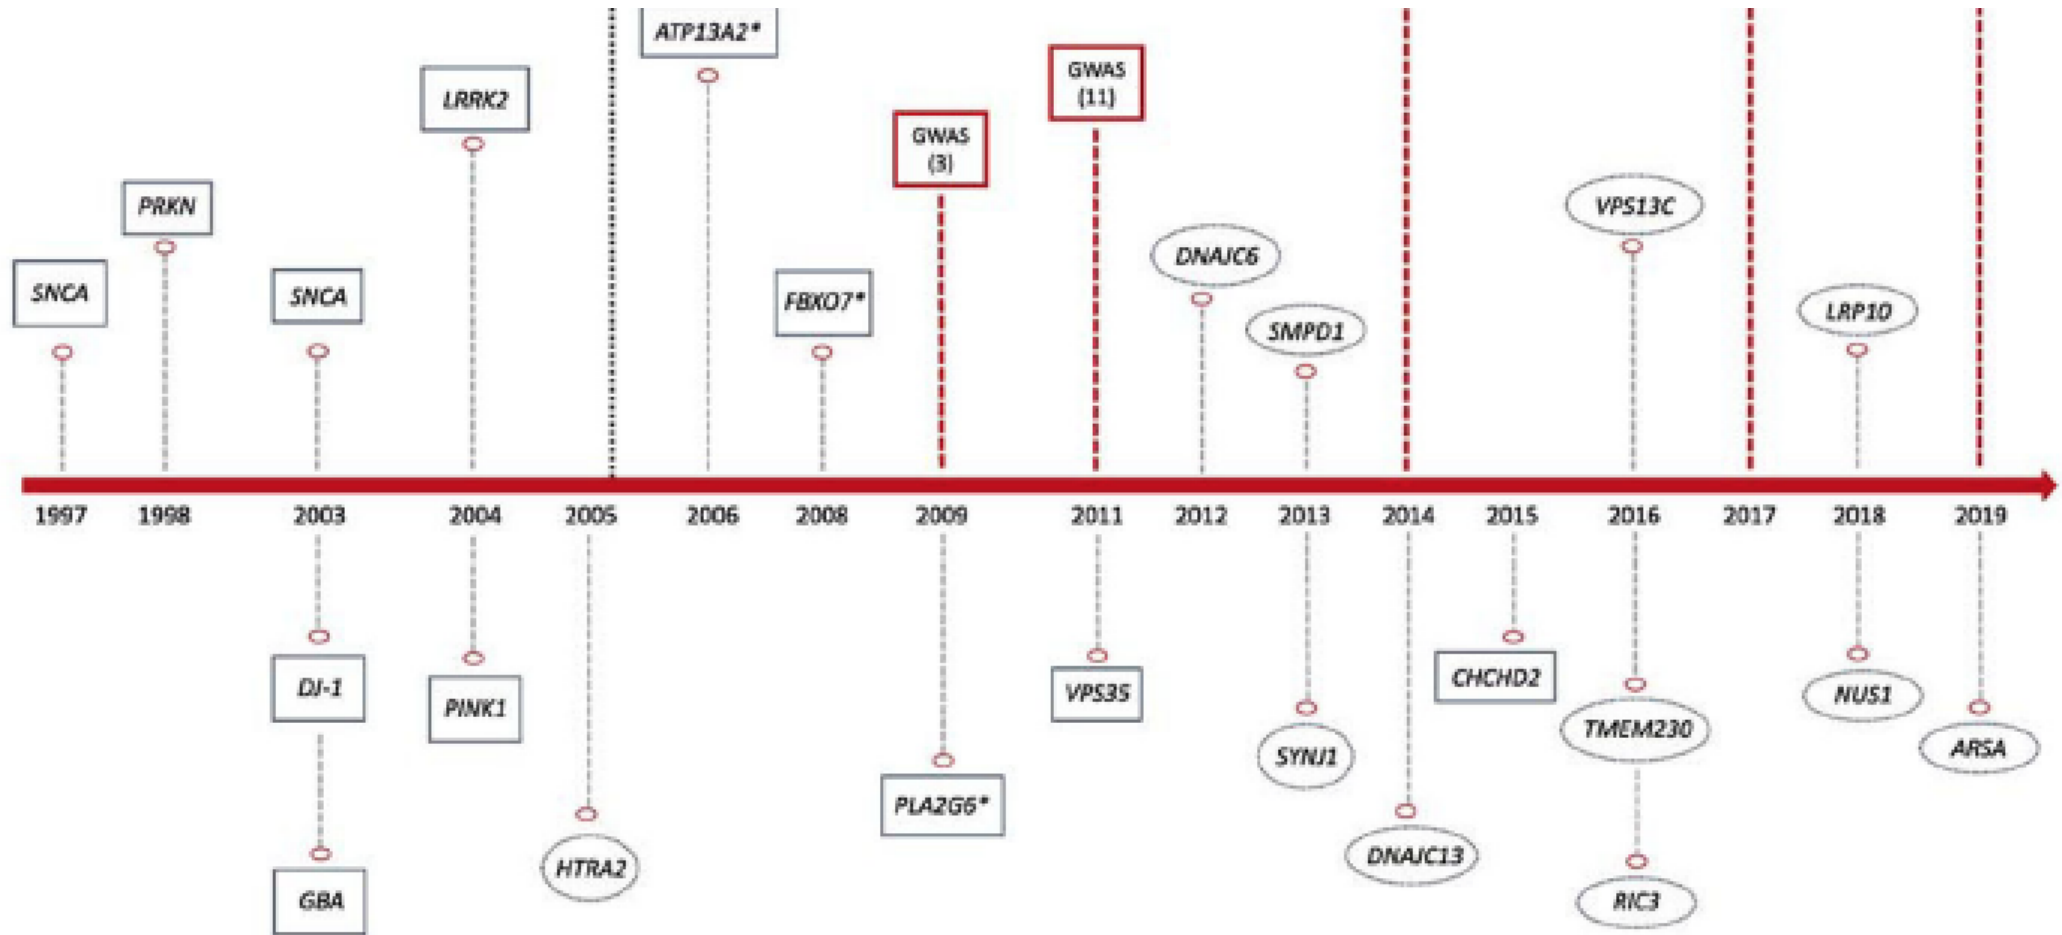 ATP13A2*
GWAS
(11)
LRRK2
GWAS
(3)
PRKN
VPS13C
DNAJC6
SNCA
SNCA
FBXO7*
LRP10
SMPD1
1997 1998 2003 2004 2005 2006 2008 2009 2011 2012 2013 2014 2015 2016 2017 2018 2019
CHCHD2
DJ-1
VPS35
NUS1
PINK1
TMEM230
ARSA
SYNJ1
PLA2G6*
DNAJC13
HTRA2
GBA
RIC3